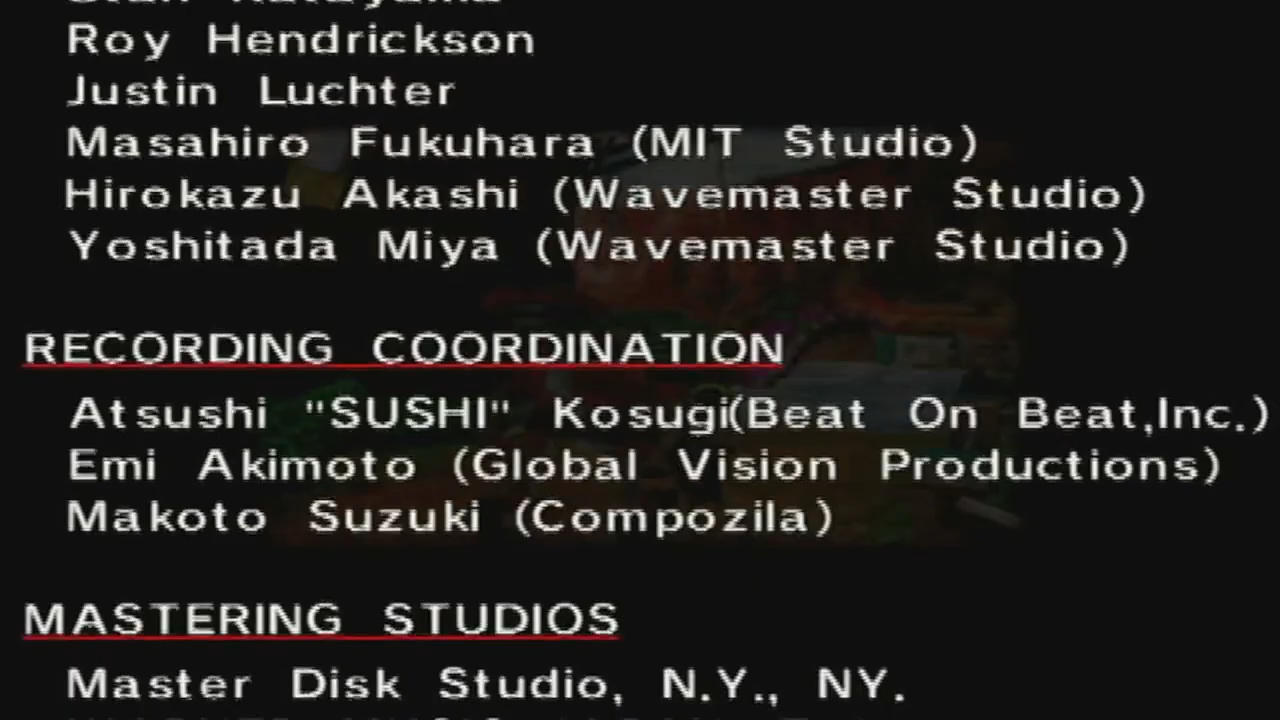 Roy Hendrickson
Justin Luchter
Masahiro Fukuhara (MIT Studio)
Hirokazu Akashi (Wavemaster Studio)
Yoshitada Miya (Wavemaster Studio)
RECORDING COORDINATION
Atsushi "SUSHI" Kosugi(Beat On Beat,Inc.)
Emi Akimoto (Global Vision Productions)
Makoto Suzuki (Compozila)
MASTERING STUDIOS
Master Disk Studio, N.Y., NY.